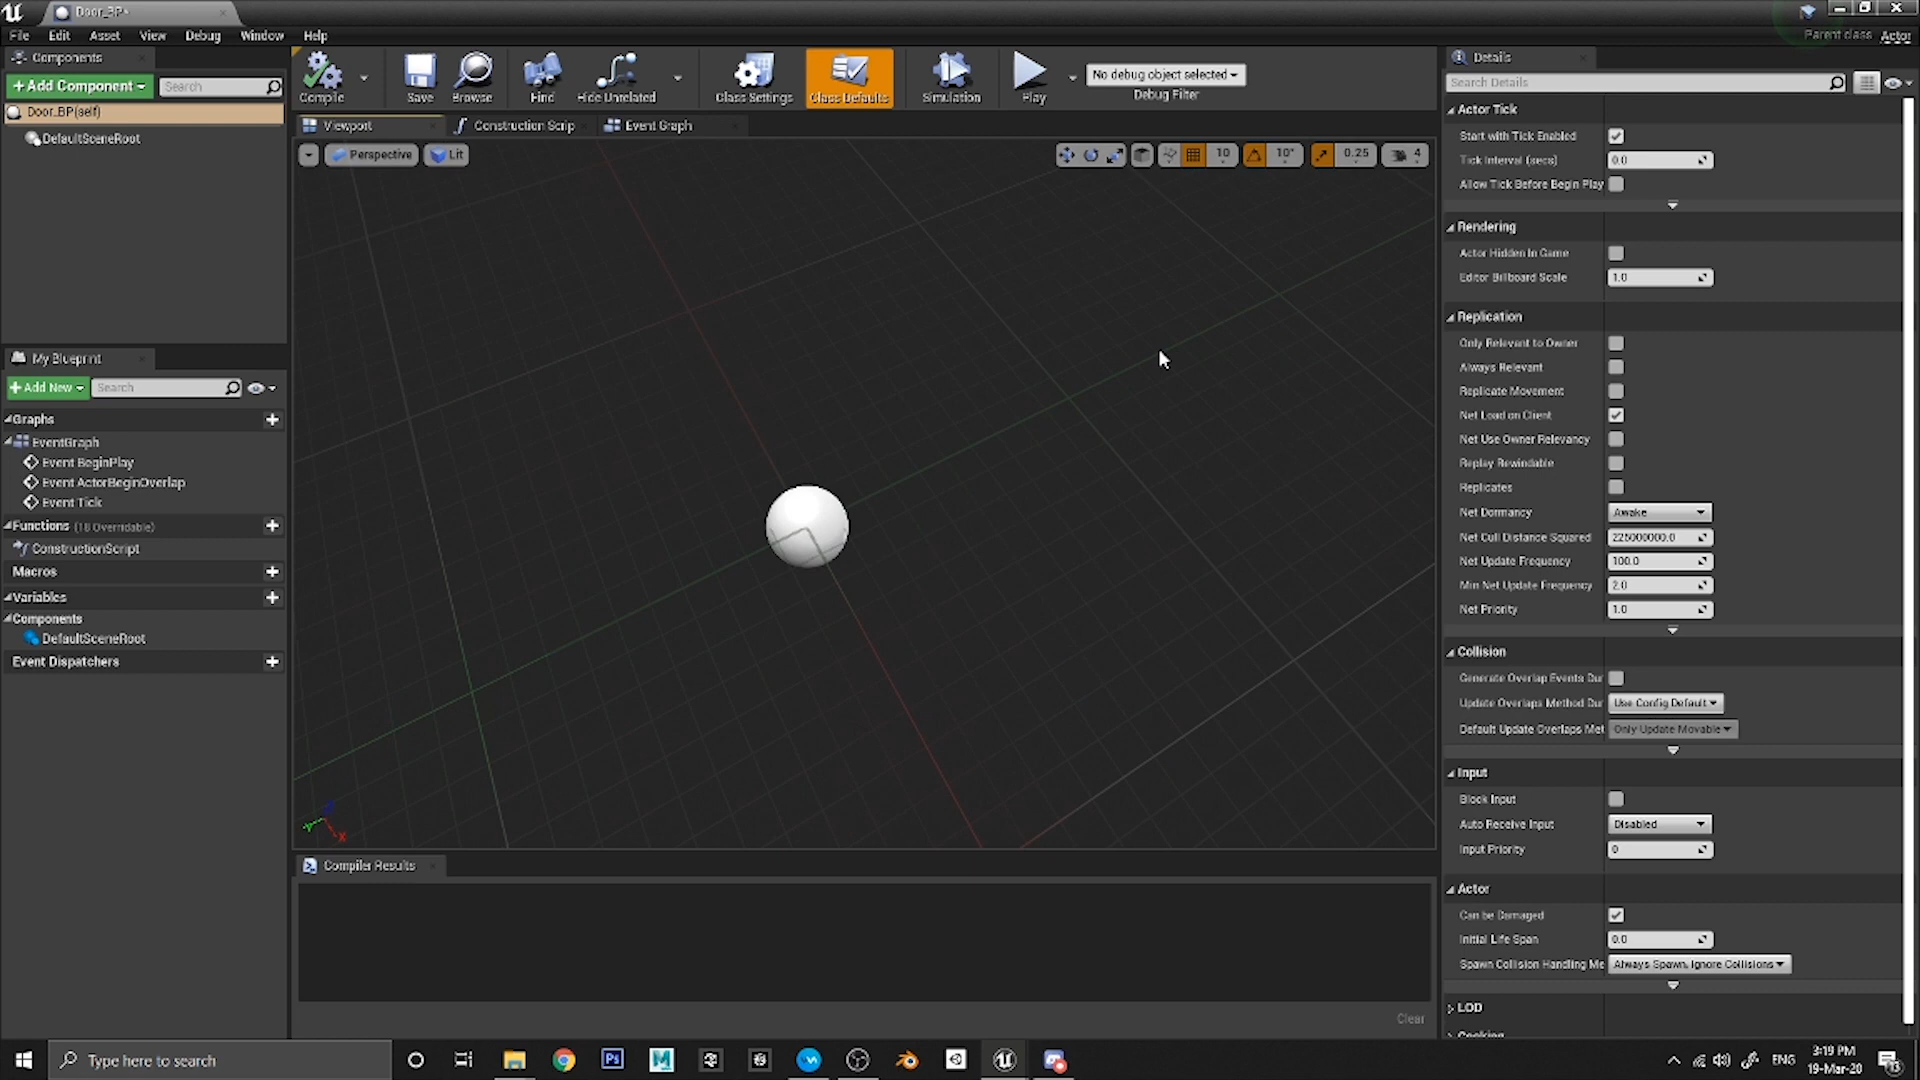 Door_BP*
File Edit Asset View Debug Window Help
Parent class Actor
Components
+Add Component
Search
Door_BP(self)
DefaultSceneRoot
Compile
Save
Browse
Find
Hide Unrelated
Class Settings
Class Defaults
Simulation
Play
No debug object selected
Debug Filter
Viewport
Construction Scrip
Event Graph
Perspective
Lit
10
10°
0.25
4
My Blueprint
+Add New
Search
Graphs
EventGraph
Event BeginPlay
Event ActorBeginOverlap
Event Tick
Functions (18 Overridable)
ConstructionScript
Macros
Variables
Components
DefaultSceneRoot
Event Dispatchers
Z
Y
X
Compiler Results
Clear
Details
Search Details
Actor Tick
Start with Tick Enabled
Tick Interval (secs) 0.0
Allow Tick Before Begin Play
Rendering
Actor Hidden In Game
Editor Billboard Scale 1.0
Replication
Only Relevant to Owner
Always Relevant
Replicate Movement
Net Load on Client
Net Use Owner Relevancy
Replay Rewindable
Replicates
Net Dormancy Awake
Net Cull Distance Squared 225000000.0
Net Update Frequency 100.0
Min Net Update Frequency 2.0
Net Priority 1.0
Collision
Generate Overlap Events Dur
Update Overlaps Method Dur Use Config Default
Default Update Overlaps Met Only Update Movable
Input
Block Input
Auto Receive Input Disabled
Input Priority 0
Actor
Can be Damaged
Initial Life Span 0.0
Spawn Collision Handling Me Always Spawn, Ignore Collisions
LOD
Cooking
Type here to search
Ps
M
ENG
3:19 PM
19-Mar-20
13